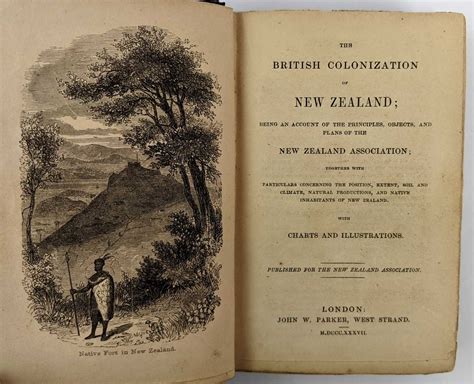 Native Fort in New Zealand.
THE
BRITISH COLONIZATION
OF
NEW ZEALAND;
BEING AN ACCOUNT OF THE PRINCIPLES, OBJECTS, AND
PLANS OF THE
NEW ZEALAND ASSOCIATION;
TOGETHER WITH
PARTICULARS CONCERNING THE POSITION, EXTENT, SOIL AND
CLIMATE, NATURAL PRODUCTIONS, AND NATIVE
INHABITANTS OF NEW ZEALAND.
WITH
CHARTS AND ILLUSTRATIONS.
PUBLISHED FOR THE NEW ZEALAND ASSOCIATION.
LONDON:
JOHN W. PARKER, WEST STRAND.
M.DCCC.XXXVII.